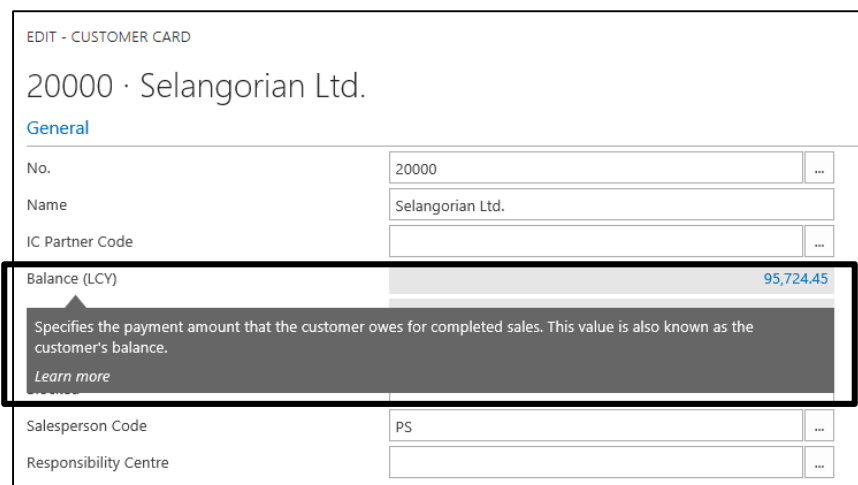 EDIT - CUSTOMER CARD
20000 · Selangorian Ltd.
General
No.
20000
...
Name
Selangorian Ltd.
IC Partner Code
...
Balance (LCY)
95,724.45
Specifies the payment amount that the customer owes for completed sales. This value is also known as the
customer's balance.
Learn more
Salesperson Code
PS
...
Responsibility Centre
...